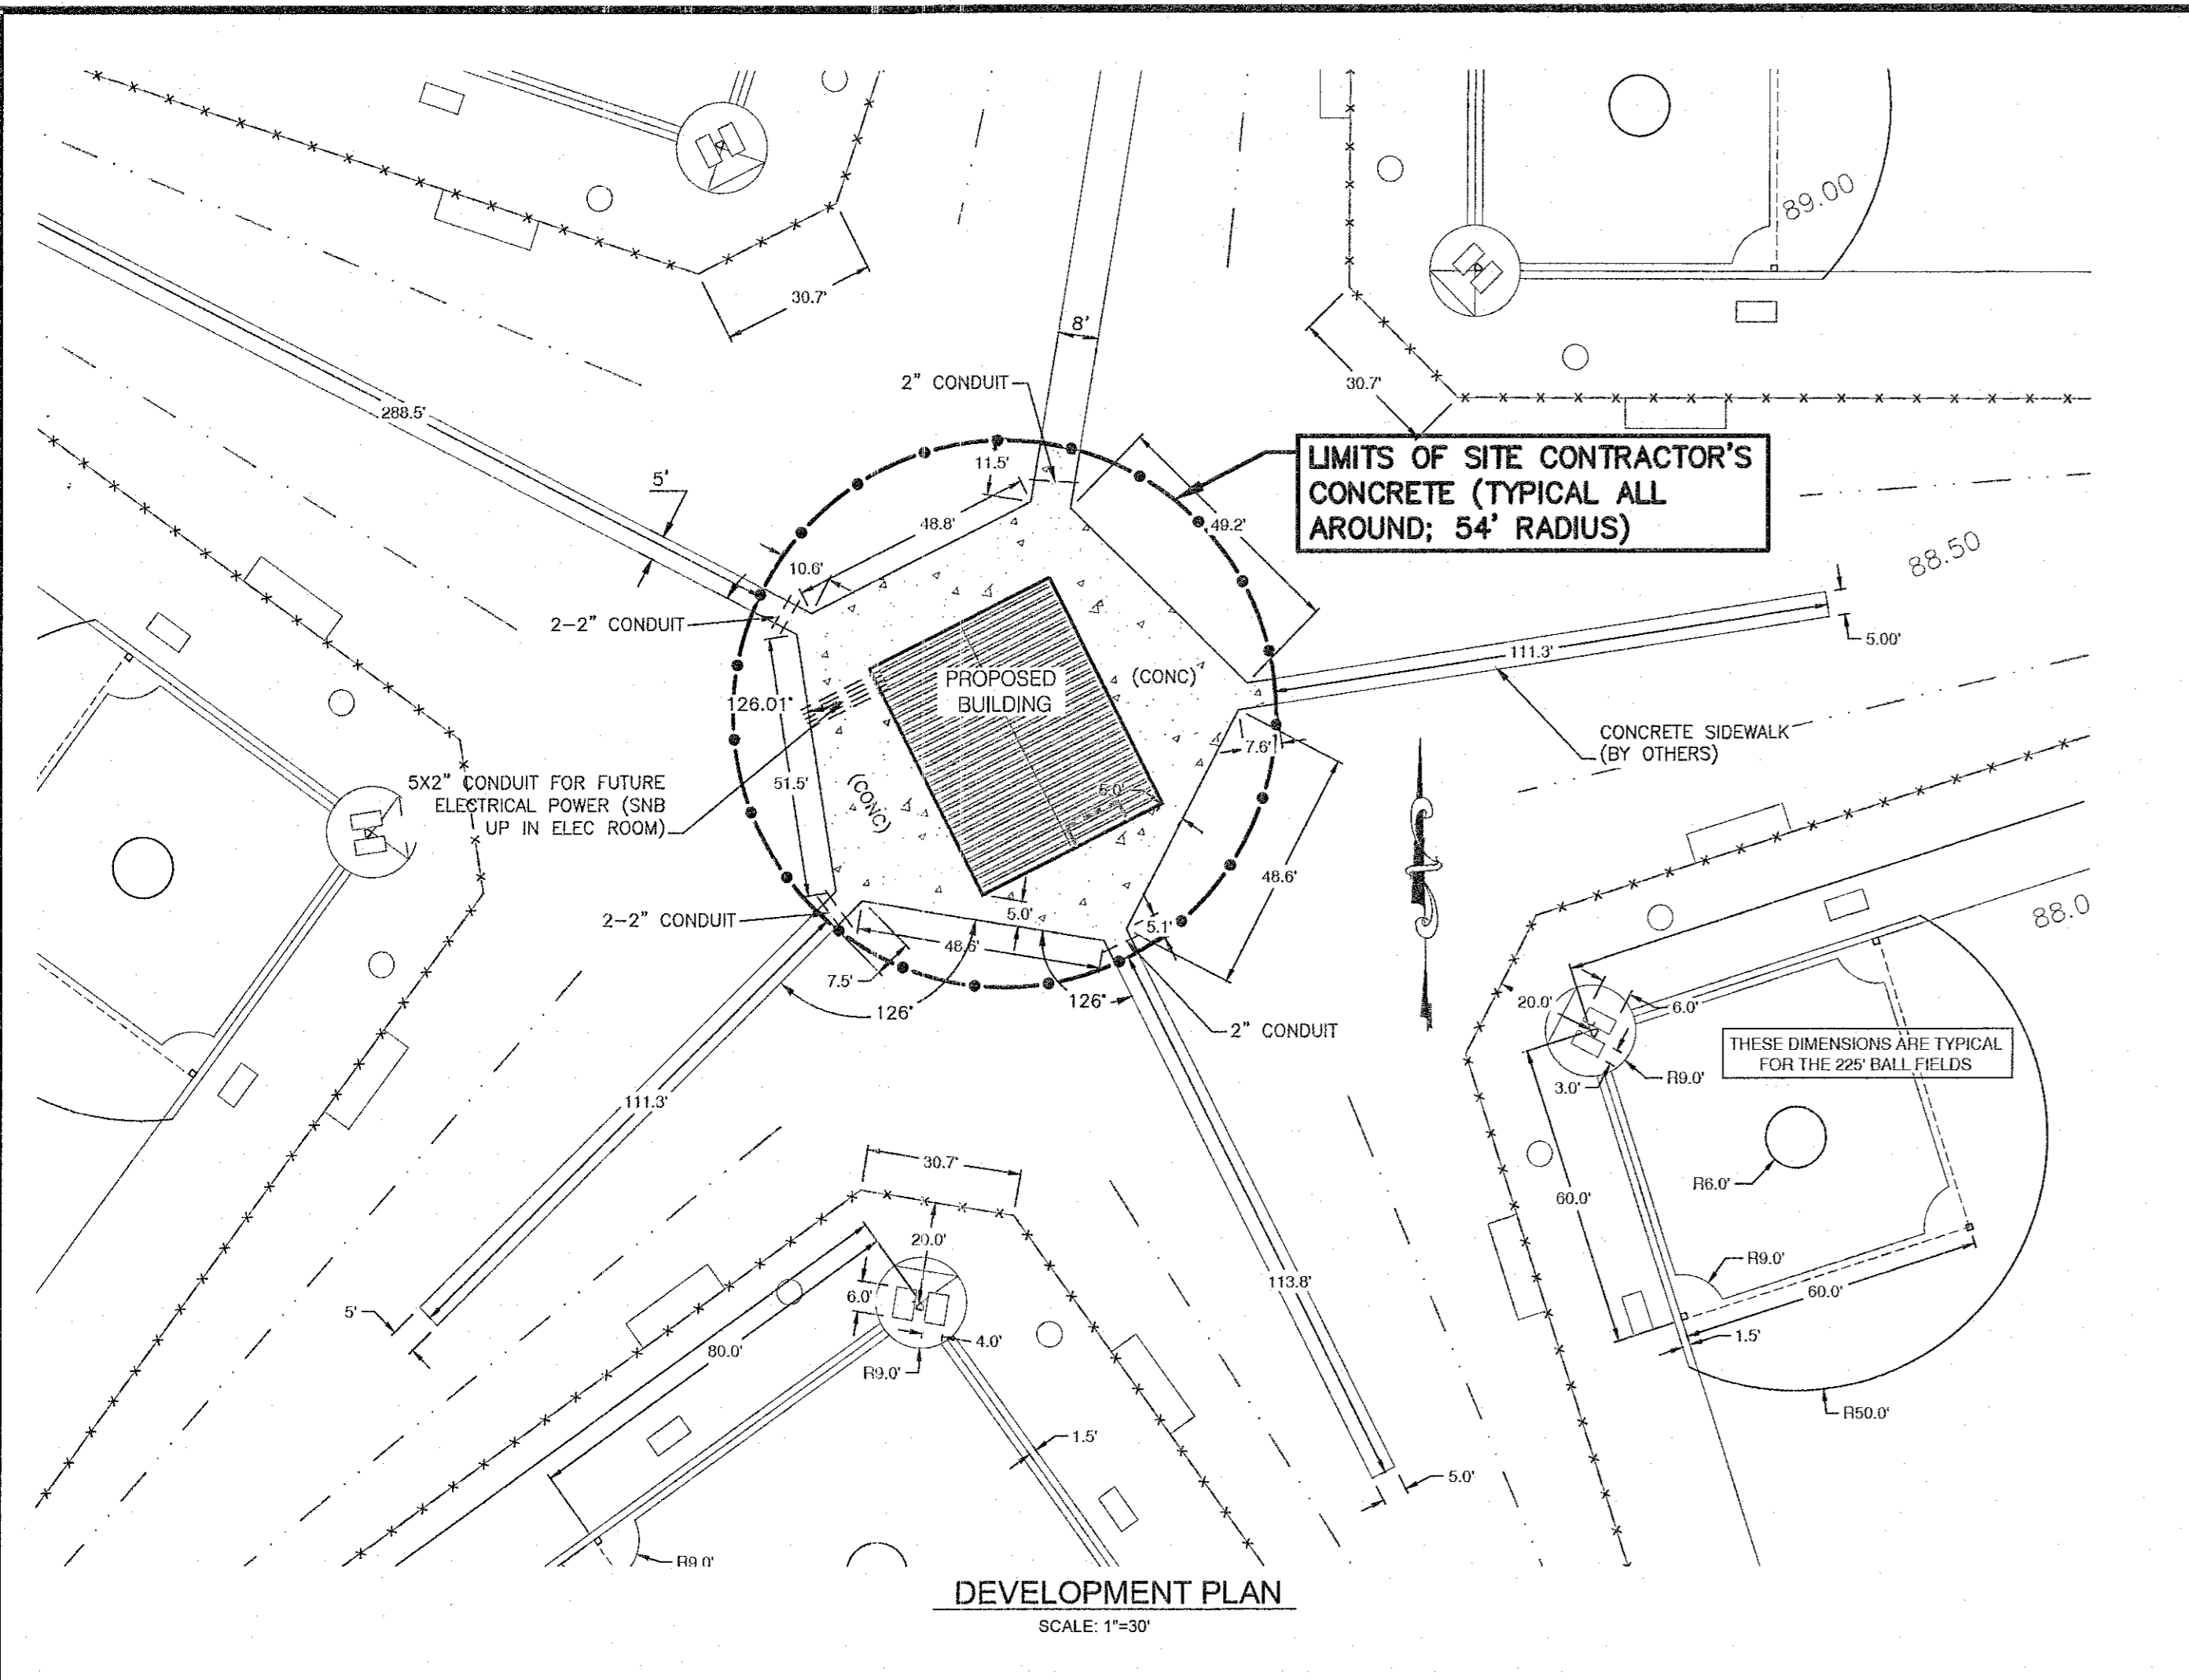 89.00
30.7'
8'
2" CONDUIT
30.7'
288.5'
11.5'
LIMITS OF SITE CONTRACTOR'S
CONCRETE (TYPICAL ALL
AROUND; 54' RADIUS)
5'
48.8'
49.2'
88.50
10.6'
2-2" CONDUIT
5.00'
111.3'
PROPOSED
BUILDING
(CONC)
126.01°
CONCRETE SIDEWALK
(BY OTHERS)
7.6'
5X2" CONDUIT FOR FUTURE
ELECTRICAL POWER (SNB
UP IN ELEC ROOM)
51.5'
(CONC)
5.0'
48.6'
2-2" CONDUIT
5.0'
5.1'
88.0
48.6'
7.5'
126°
126°
2" CONDUIT
20.0'
6.0'
THESE DIMENSIONS ARE TYPICAL
FOR THE 225' BALL FIELDS
3.0'
R9.0'
111.3'
30.7'
R6.0'
60.0'
20.0'
R9.0'
113.8'
60.0'
6.0'
5'
4.0'
1.5'
80.0'
R9.0'
R50.0'
1.5'
5.0'
R9.0'
DEVELOPMENT PLAN
SCALE: 1"=30'